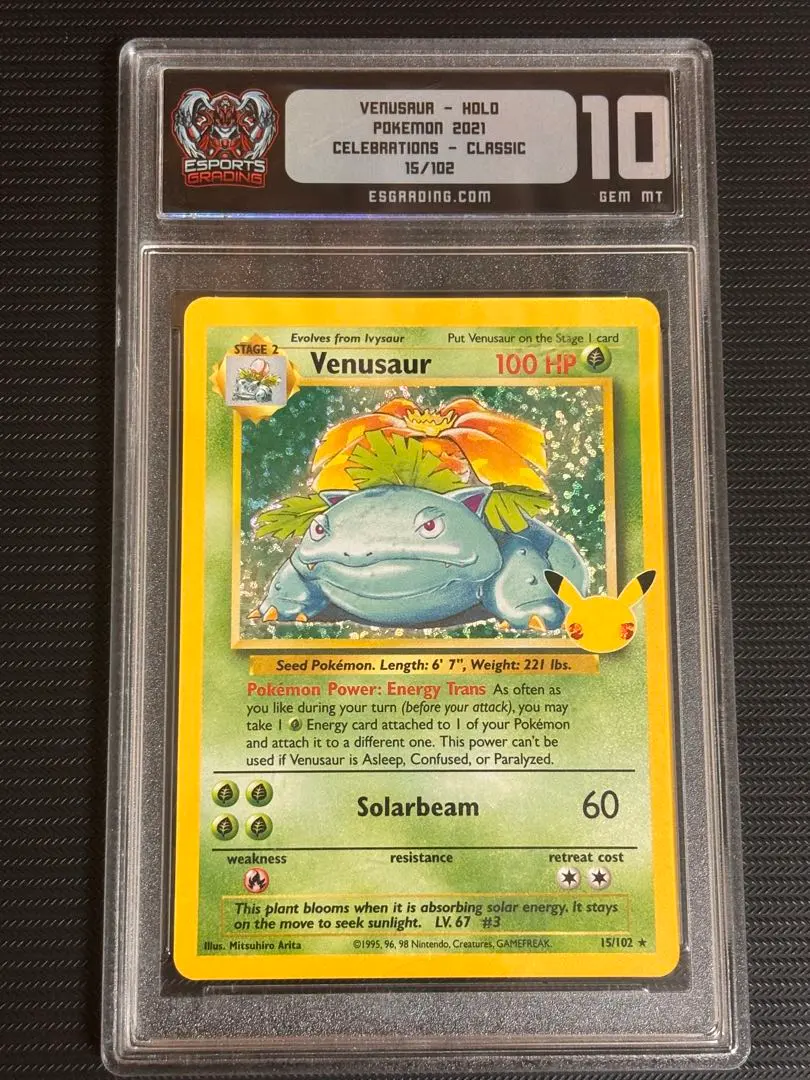 ESPORTS
GRADING
VENUSAUR - HOLO
POKEMON 2021
CELEBRATIONS - CLASSIC
15/102
ESGRADING.COM
10
GEM MT
Evolves from Ivysaur Put Venusaur on the Stage 1 card
STAGE 2
Venusaur 100 HP
Seed Pokémon. Length: 6' 7", Weight: 221 lbs.
Pokémon Power: Energy Trans As often as
you like during your turn (before your attack), you may
take 1 Energy card attached to 1 of your Pokémon
and attach it to a different one. This power can't be
used if Venusaur is Asleep, Confused, or Paralyzed.
Solarbeam 60
weakness resistance retreat cost
This plant blooms when it is absorbing solar energy. It stays
on the move to seek sunlight. LV. 67 #3
Illus. Mitsuhiro Arita ©1995, 96, 98 Nintendo, Creatures, GAMEFREAK. 15/102 ★